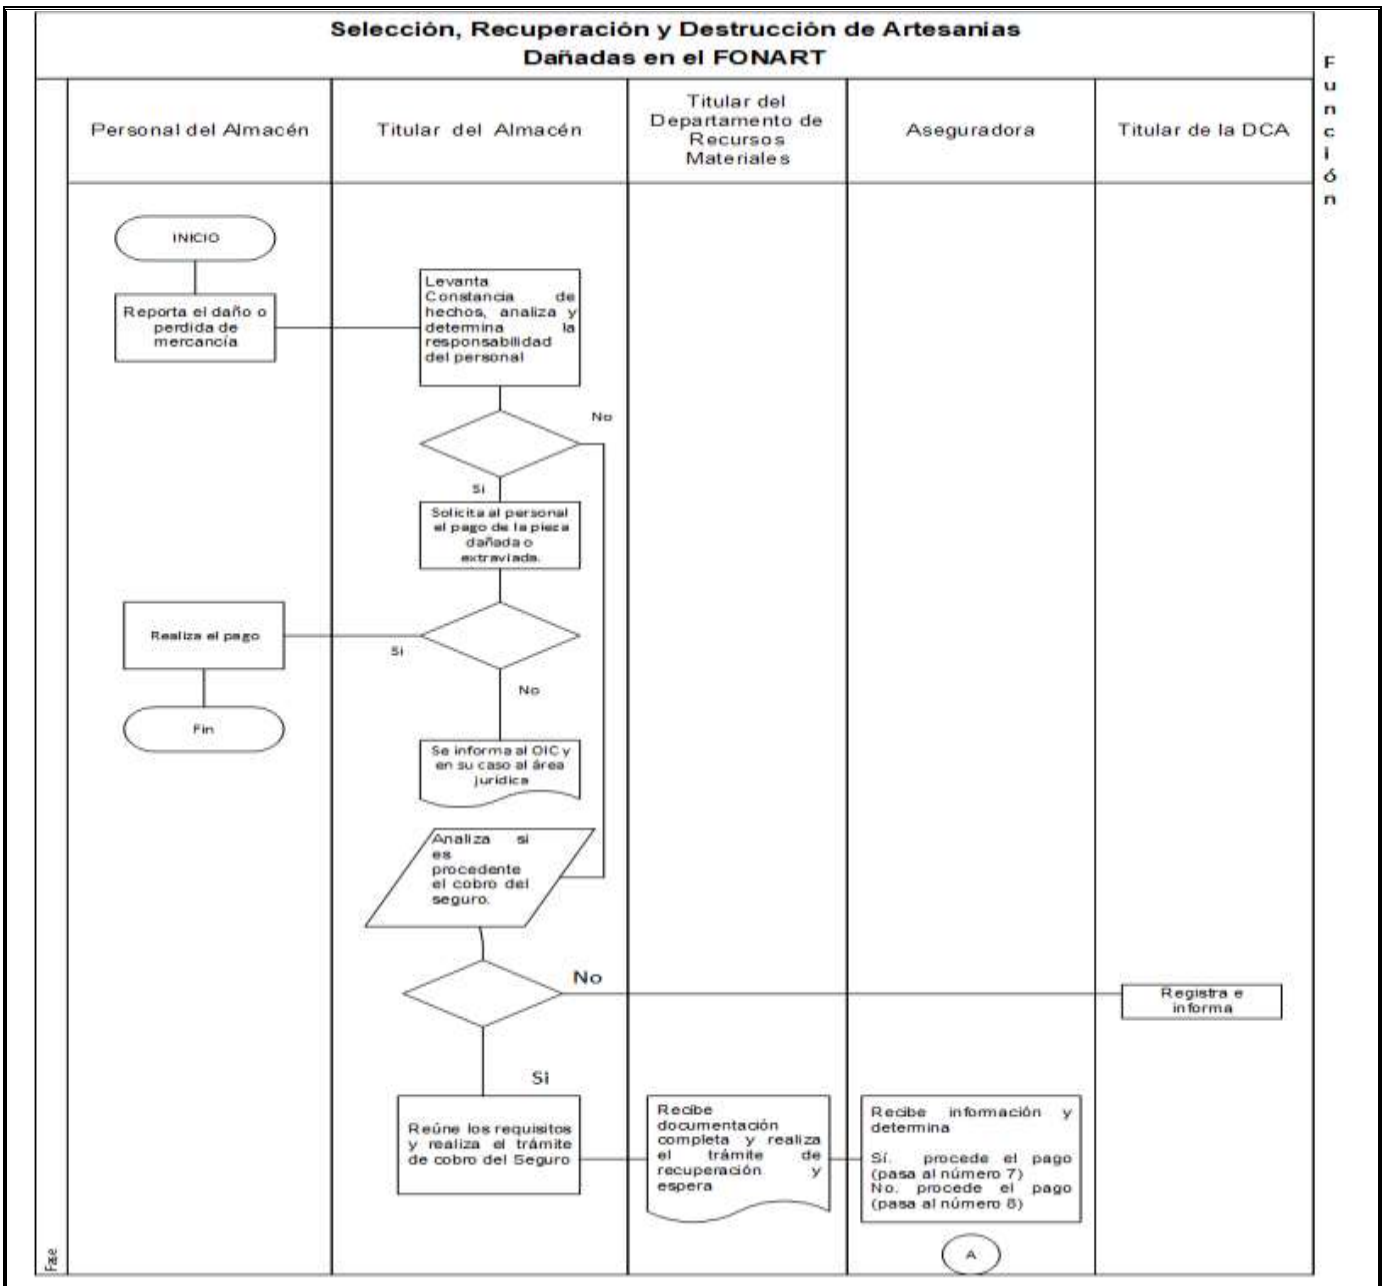 Selección, Recuperación y Destrucción de Artesanías
Dañadas en el FONART
Función
Personal del Almacén
Titular del Almacén
Titular del
Departamento de
Recursos
Materiales
Aseguradora
Titular de la DCA
INICIO
Reporta el daño o
perdida de
mercancía
Levanta
Constancia de
hechos, analiza y
determina la
responsabilidad
del personal
No
Si
Solicita al personal
el pago de la pieza
dañada o
extraviada.
Realiza el pago
Si
No
Fin
Se informa al OIC y
en su caso al área
jurídica
Analiza si
es
procedente
el cobro del
seguro.
No
Registra e
informa
Si
Reúne los requisitos
y realiza el trámite
de cobro del Seguro
Recibe
documentación
completa y realiza
el trámite de
recuperación y
espera
Recibe información y
determina
Sí. procede el pago
(pasa al número 7)
No. procede el pago
(pasa al número 8)
A
Fase